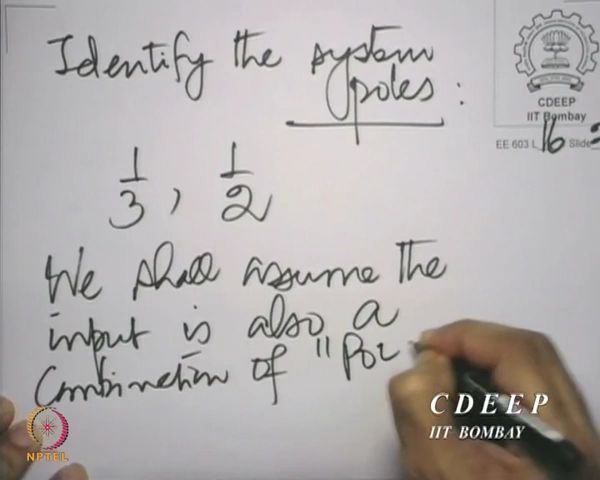 Identify the system
poles :
1/3, 1/2
We shall assume the
input is also a
Combination of "Po
CDEEP
IIT Bombay
EE 603 L 16 Slide
CDEEP
IIT BOMBAY
NPTEL